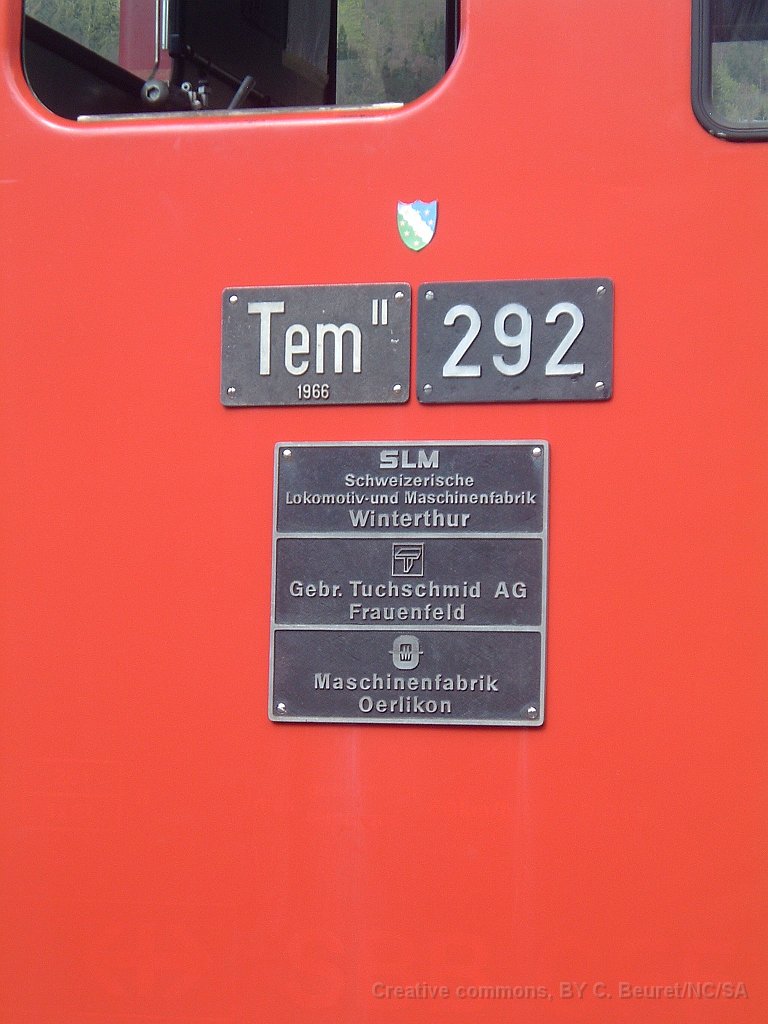 Tem II
1966
292
SLM
Schweizerische
Lokomotiv-und Maschinenfabrik
Winterthur
Gebr. Tuchschmid AG
Frauenfeld
Maschinenfabrik
Oerlikon
Creative commons, BY C. Beuret/NC/SA